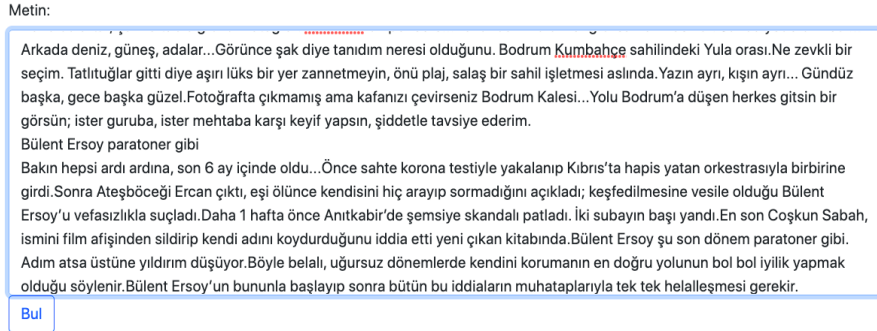 Metin:
Arkada deniz, güneş, adalar...Görünce şak diye tanıdım neresi olduğunu. Bodrum Kumbahçe sahilindeki Yula orası.Ne zevkli bir
seçim. Tatlıtuğlar gitti diye aşırı lüks bir yer zannetmeyin, önü plaj, salaş bir sahil işletmesi aslında.Yazın ayrı, kışın ayrı... Gündüz
başka, gece başka güzel.Fotoğrafta çıkmamış ama kafanızı çevirseniz Bodrum Kalesi...Yolu Bodrum’a düşen herkes gitsin bir
görsün; ister guruba, ister mehtaba karşı keyif yapsın, şiddetle tavsiye ederim.
Bülent Ersoy paratoner gibi
Bakın hepsi ardı ardına, son 6 ay içinde oldu...Önce sahte korona testiyle yakalanıp Kıbrıs’ta hapis yatan orkestrasıyla birbirine
girdi.Sonra Ateşböceği Ercan çıktı, eşi ölünce kendisini hiç arayıp sormadığını açıkladı; keşfedilmesine vesile olduğu Bülent
Ersoy’u vefasızlıkla suçladı.Daha 1 hafta önce Anıtkabir’de şemsiye skandalı patladı. İki subayın başı yandı.En son Coşkun Sabah,
ismini film afişinden sildirip kendi adını koydurduğunu iddia etti yeni çıkan kitabında.Bülent Ersoy şu son dönem paratoner gibi.
Adım atsa üstüne yıldırım düşüyor.Böyle belalı, uğursuz dönemlerde kendini korumanın en doğru yolunun bol bol iyilik yapmak
olduğu söylenir.Bülent Ersoy’un bununla başlayıp sonra bütün bu iddiaların muhataplarıyla tek tek helalleşmesi gerekir.
Bul